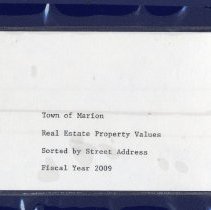 Town of Marion
Real Estate Property Values
Sorted by Street Address
Fiscal Year 2009